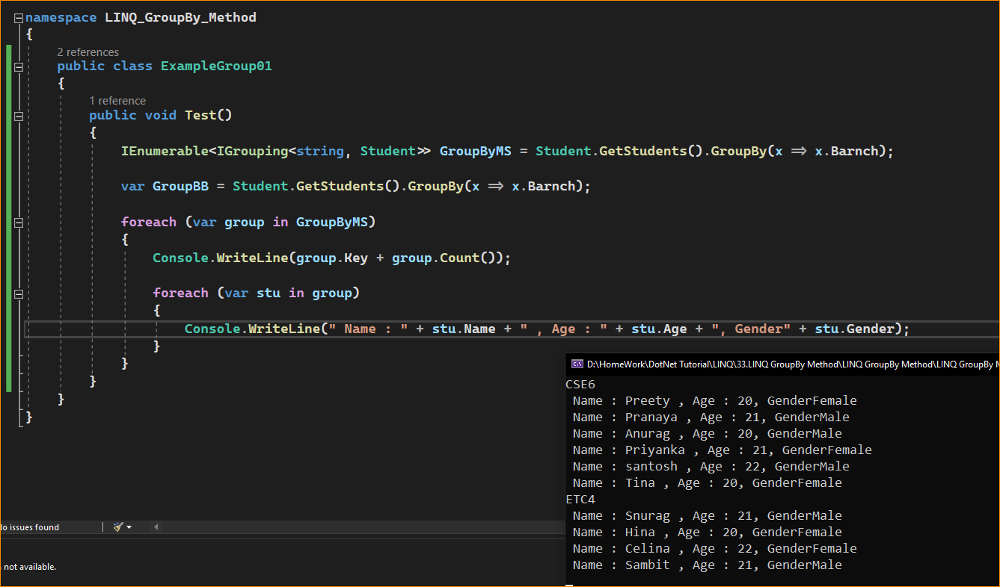 namespace LINQ_GroupBy_Method
{
2 references
public class ExampleGroup01
{
1 reference
public void Test()
{
IEnumerable<IGrouping<string, Student>> GroupByMS = Student.GetStudents().GroupBy(x => x.Barnch);
var GroupBB = Student.GetStudents().GroupBy(x => x.Barnch);
foreach (var group in GroupByMS)
{
Console.WriteLine(group.Key + group.Count());
foreach (var stu in group)
{
Console.WriteLine(" Name : " + stu.Name + " , Age : " + stu.Age + ", Gender" + stu.Gender);
}
}
}
}
}
D:\HomeWork\DotNet Tutorial\LINQ\33.LINQ GroupBy Method\LINQ GroupBy Method\LINQ GroupBy
CSE6
Name : Preety , Age : 20, GenderFemale
Name : Pranaya , Age : 21, GenderMale
Name : Anurag , Age : 20, GenderMale
Name : Priyanka , Age : 21, GenderFemale
Name : santosh , Age : 22, GenderMale
Name : Tina , Age : 20, GenderFemale
ETC4
Name : Snurag , Age : 21, GenderMale
Name : Hina , Age : 20, GenderFemale
Name : Celina , Age : 22, GenderFemale
Name : Sambit , Age : 21, GenderMale
issues found
not available.